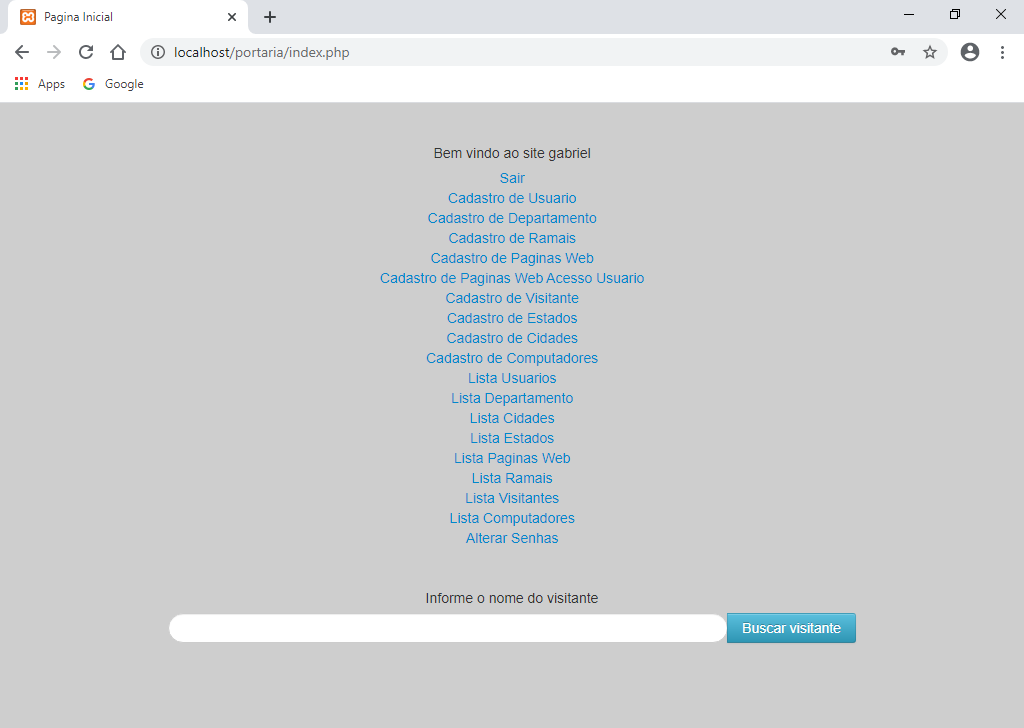 Pagina Inicial
localhost/portaria/index.php
Apps Google
Bem vindo ao site gabriel
Sair
Cadastro de Usuario
Cadastro de Departamento
Cadastro de Ramais
Cadastro de Paginas Web
Cadastro de Paginas Web Acesso Usuario
Cadastro de Visitante
Cadastro de Estados
Cadastro de Cidades
Cadastro de Computadores
Lista Usuarios
Lista Departamento
Lista Cidades
Lista Estados
Lista Paginas Web
Lista Ramais
Lista Visitantes
Lista Computadores
Alterar Senhas
Informe o nome do visitante
Buscar visitante